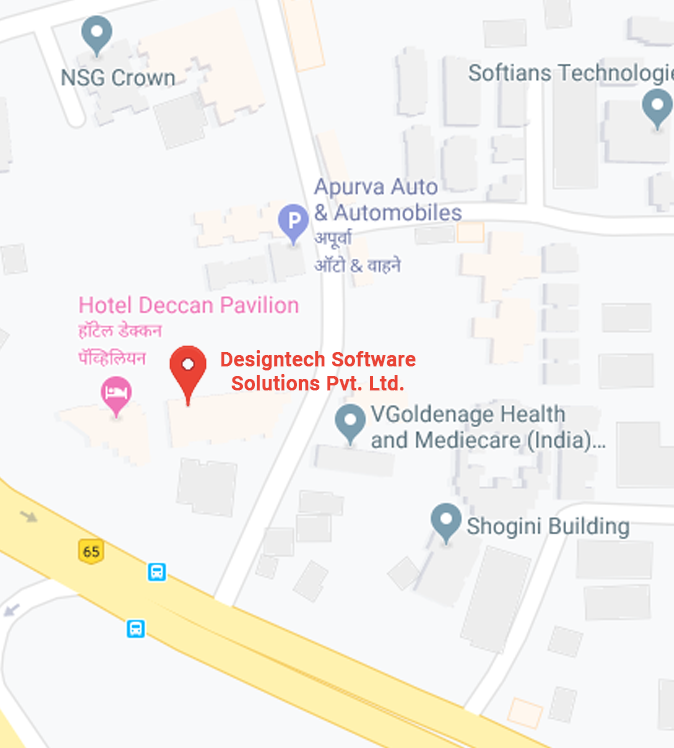 NSG Crown
Softians Technologie
Apurva Auto
& Automobiles
अपूर्वा
ऑटो & वाहने
P
Hotel Deccan Pavilion
हॉटेल डेक्कन
पॅव्हिलियन
Designtech Software
Solutions Pvt. Ltd.
VGoldenage Health
and Mediecare (India)...
Shogini Building
65